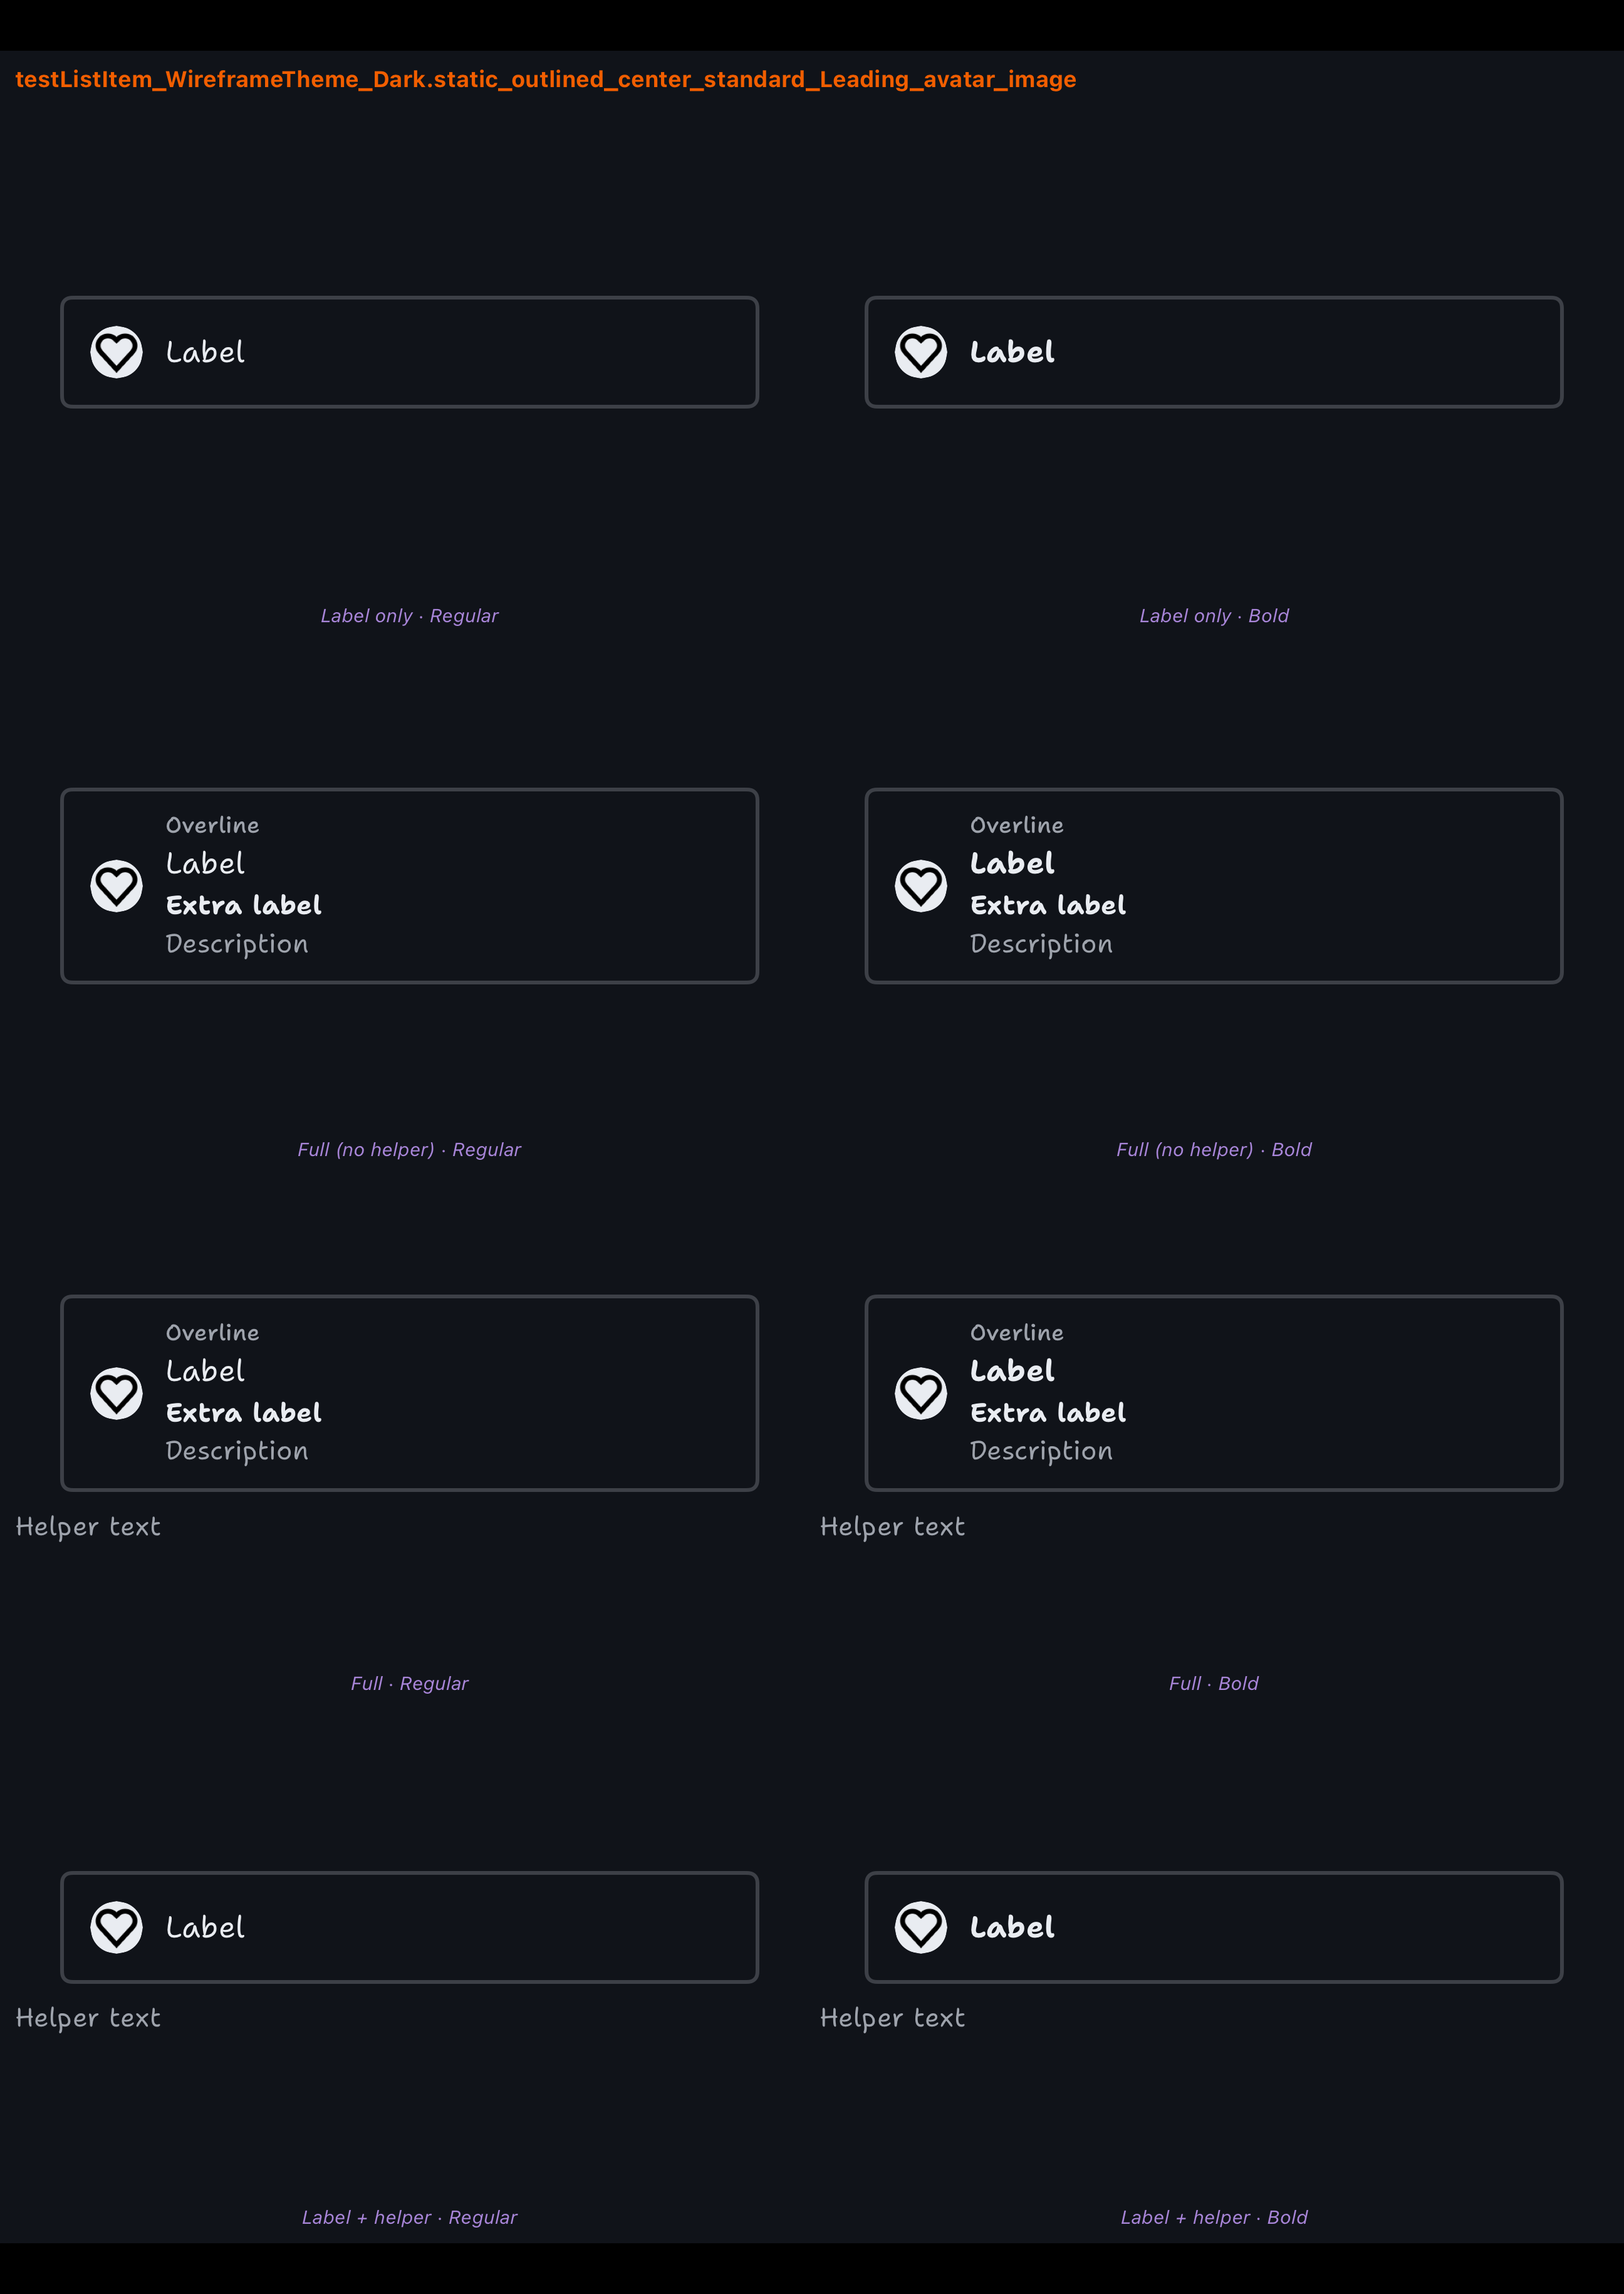 testListItem_WireframeTheme_Dark.static_outlined_center_standard_Leading_avatar_image
Label
Label
Label only · Regular
Label only · Bold
Overline
Label
Extra label
Description
Overline
Label
Extra label
Description
Full (no helper) · Regular
Full (no helper) · Bold
Overline
Label
Extra label
Description
Helper text
Overline
Label
Extra label
Description
Helper text
Full · Regular
Full · Bold
Label
Helper text
Label
Helper text
Label + helper · Regular
Label + helper · Bold